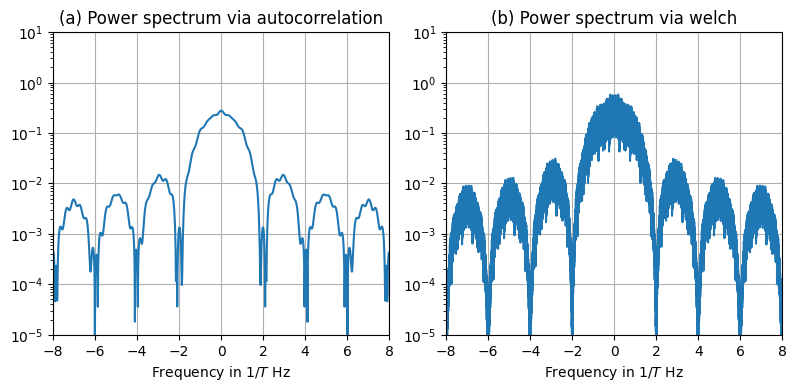 (a) Power spectrum via autocorrelation
(b) Power spectrum via welch
10¹
10⁰
10⁻¹
10⁻²
10⁻³
10⁻⁴
10⁻⁵
−8 −6 −4 −2 0 2 4 6 8
Frequency in 1/T Hz
10¹
10⁰
10⁻¹
10⁻²
10⁻³
10⁻⁴
10⁻⁵
−8 −6 −4 −2 0 2 4 6 8
Frequency in 1/T Hz